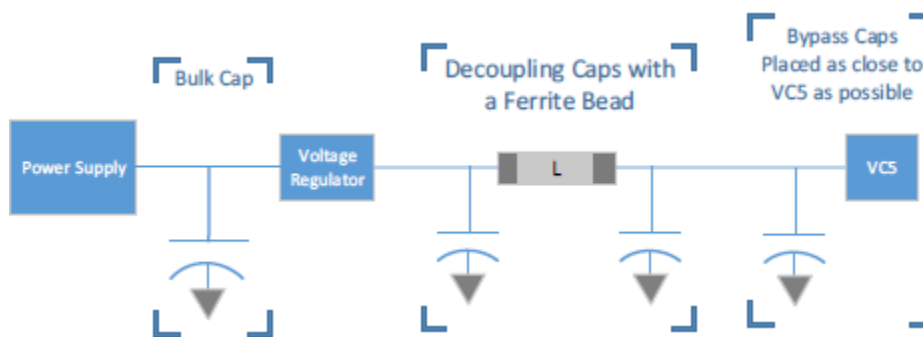 Bulk Cap
Decoupling Caps with
a Ferrite Bead
Bypass Caps
Placed as close to
VC5 as possible
Power Supply
Voltage
Regulator
L
VC5